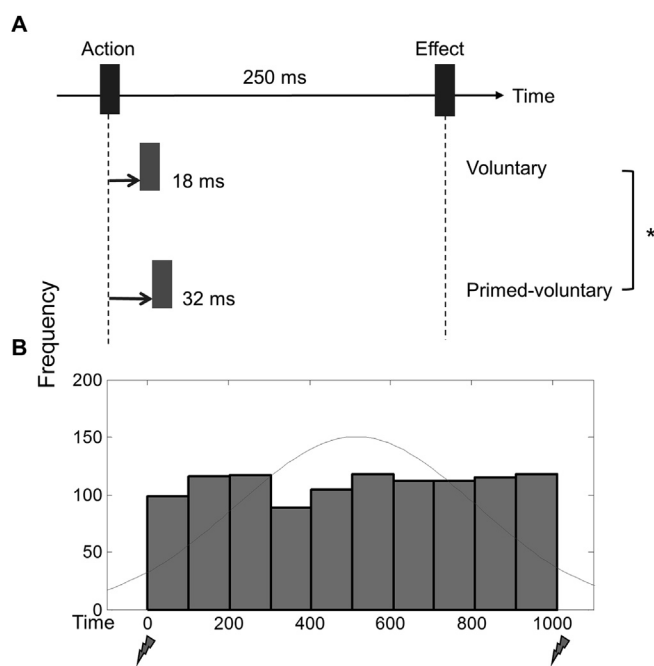 A
Action
Effect
250 ms
Time
18 ms
Voluntary
*
32 ms
Primed-voluntary
B
Frequency
200
150
100
50
0
Time 0 200 400 600 800 1000